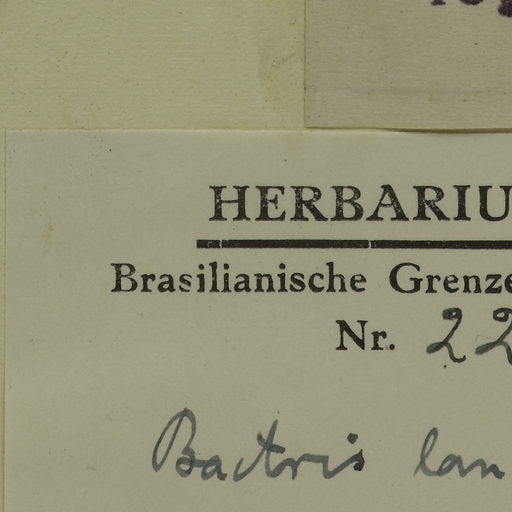 HERBARIU
Brasilianische Grenze
Nr. 22
Bactris lan